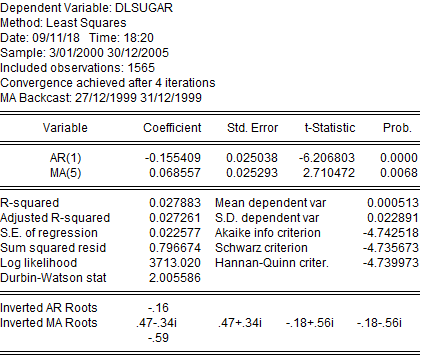 Dependent Variable: DLSUGAR
Method: Least Squares
Date: 09/11/18 Time: 18:20
Sample: 3/01/2000 30/12/2005
Included observations: 1565
Convergence achieved after 4 iterations
MA Backcast: 27/12/1999 31/12/1999
Variable Coefficient Std. Error t-Statistic Prob.
AR(1) -0.155409 0.025038 -6.206803 0.0000
MA(5) 0.068557 0.025293 2.710472 0.0068
R-squared 0.027883 Mean dependent var 0.000513
Adjusted R-squared 0.027261 S.D. dependent var 0.022891
S.E. of regression 0.022577 Akaike info criterion -4.742518
Sum squared resid 0.796674 Schwarz criterion -4.735673
Log likelihood 3713.020 Hannan-Quinn criter. -4.739973
Durbin-Watson stat 2.005586
Inverted AR Roots -.16
Inverted MA Roots .47-.34i .47+.34i -.18+.56i -.18-.56i
-.59